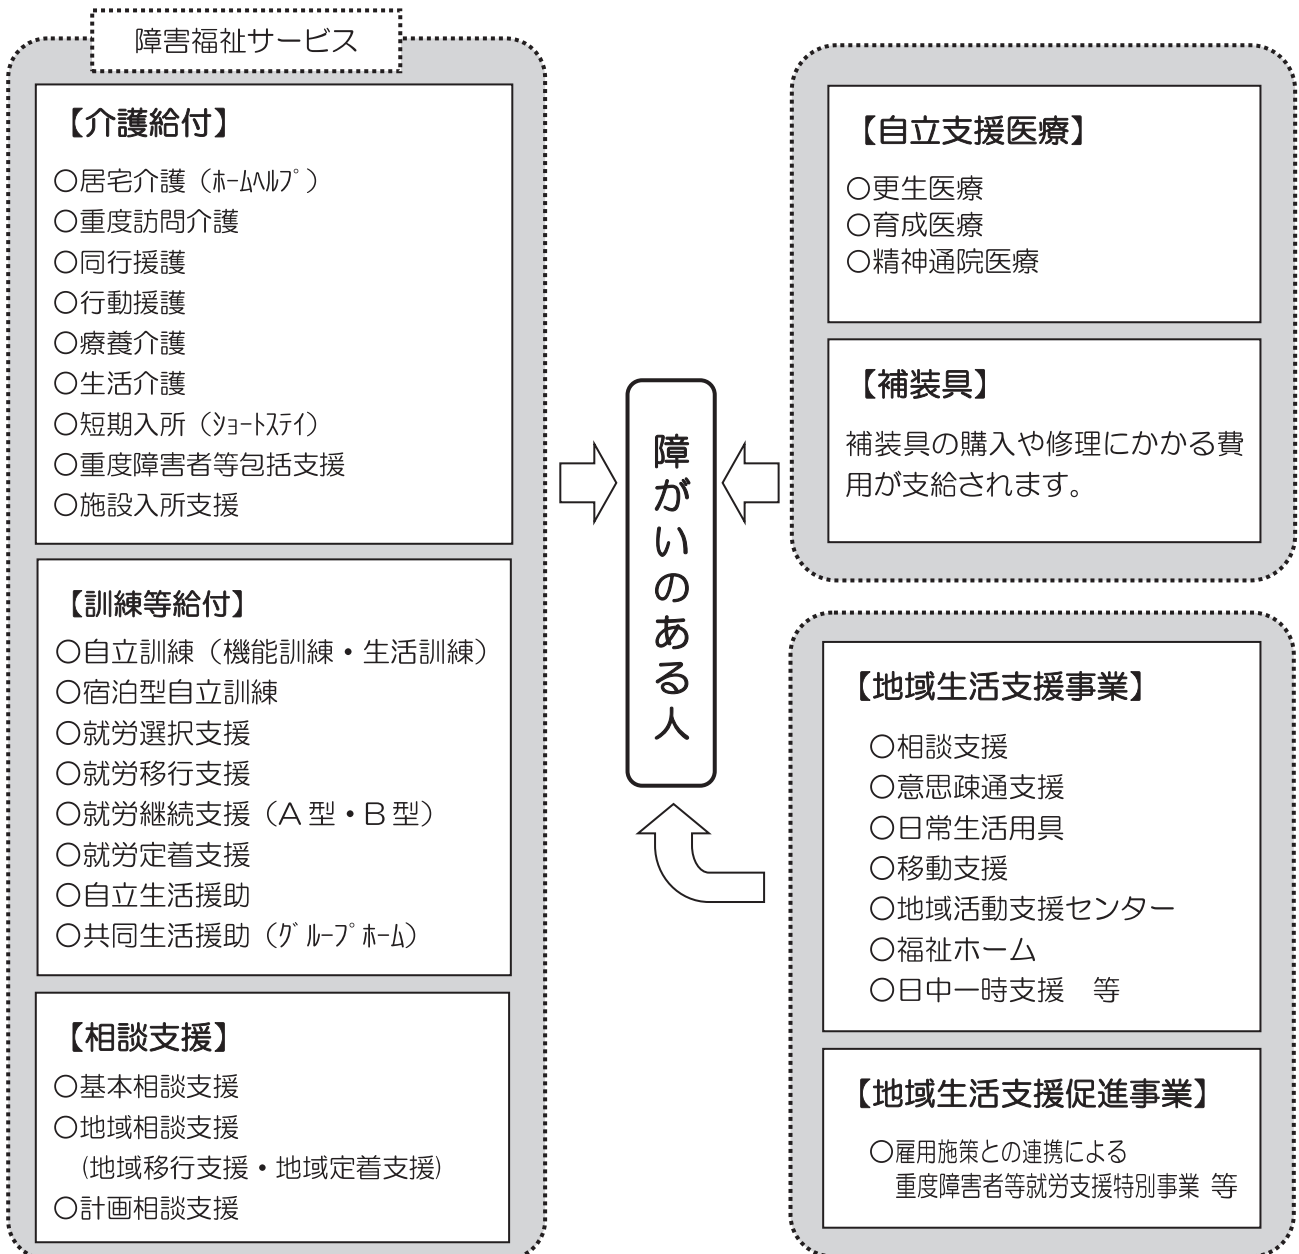 障害福祉サービス
【介護給付】
○居宅介護（ﾎｰﾑﾍﾙﾌﾟ）
○重度訪問介護
○同行援護
○行動援護
○療養介護
○生活介護
○短期入所（ｼｮｰﾄｽﾃｲ）
○重度障害者等包括支援
○施設入所支援
【訓練等給付】
○自立訓練（機能訓練・生活訓練）
○宿泊型自立訓練
○就労選択支援
○就労移行支援
○就労継続支援（A型・B型）
○就労定着支援
○自立生活援助
○共同生活援助（ｸﾞﾙｰﾌﾟﾎｰﾑ）
【相談支援】
○基本相談支援
○地域相談支援
(地域移行支援・地域定着支援)
○計画相談支援
障がいのある人
【自立支援医療】
○更生医療
○育成医療
○精神通院医療
【補装具】
補装具の購入や修理にかかる費
用が支給されます。
【地域生活支援事業】
○相談支援
○意思疎通支援
○日常生活用具
○移動支援
○地域活動支援センター
○福祉ホーム
○日中一時支援　等
【地域生活支援促進事業】
○雇用施策との連携による
重度障害者等就労支援特別事業 等